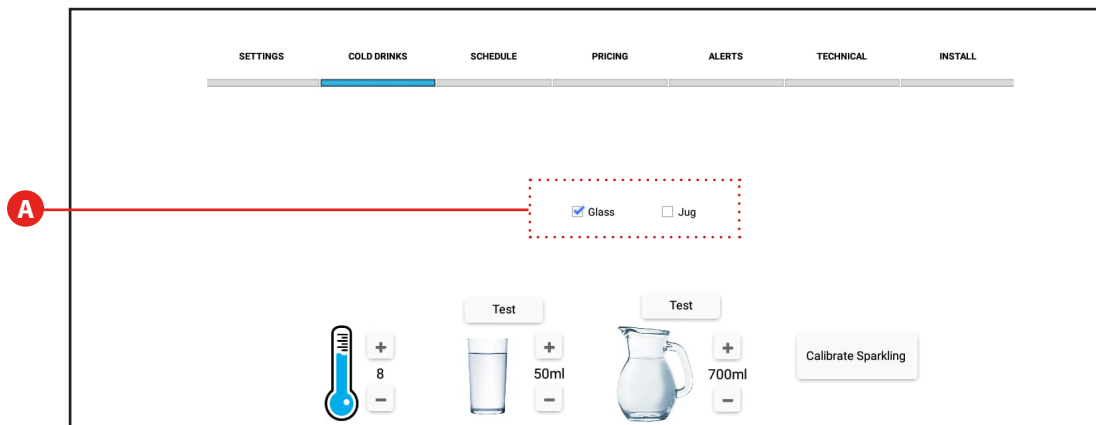 SETTINGS COLD DRINKS SCHEDULE PRICING ALERTS TECHNICAL INSTALL
A
Glass Jug
Test Test
+ + +
8 50ml 700ml
Calibrate Sparkling
− − −